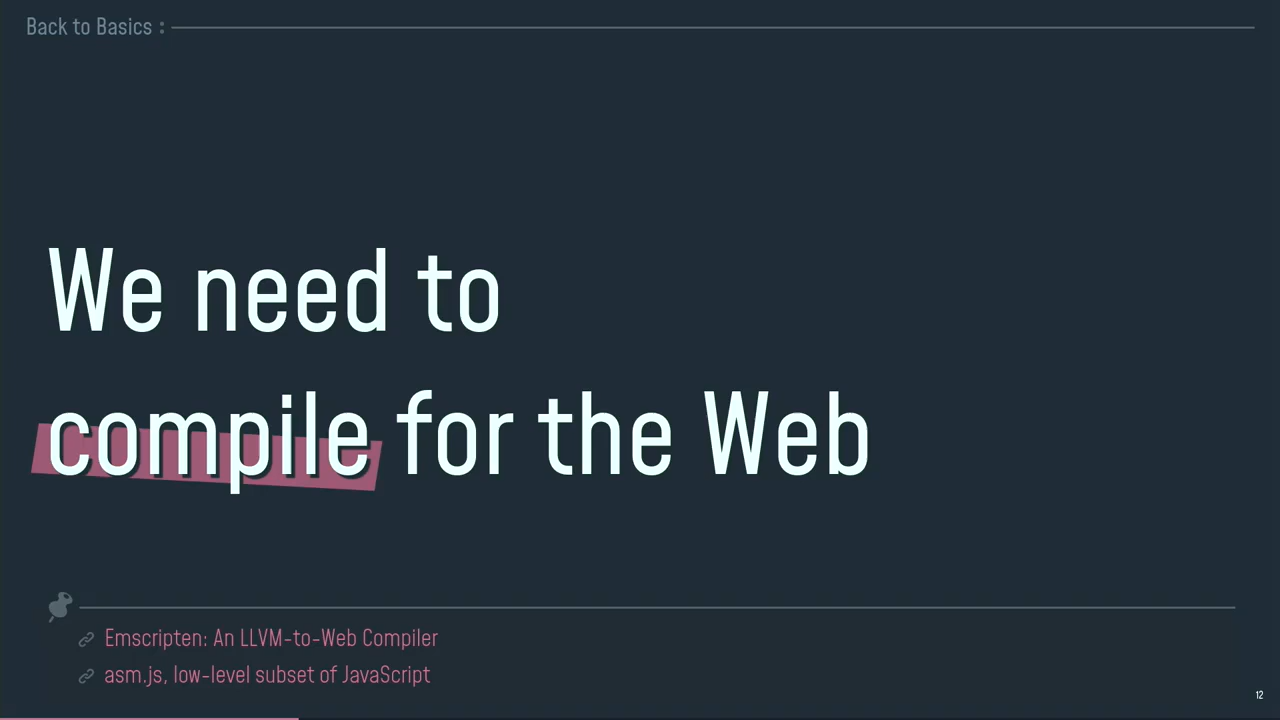 Back to Basics :
We need to
compile for the Web
Emscripten: An LLVM-to-Web Compiler
asm.js, low-level subset of JavaScript
12